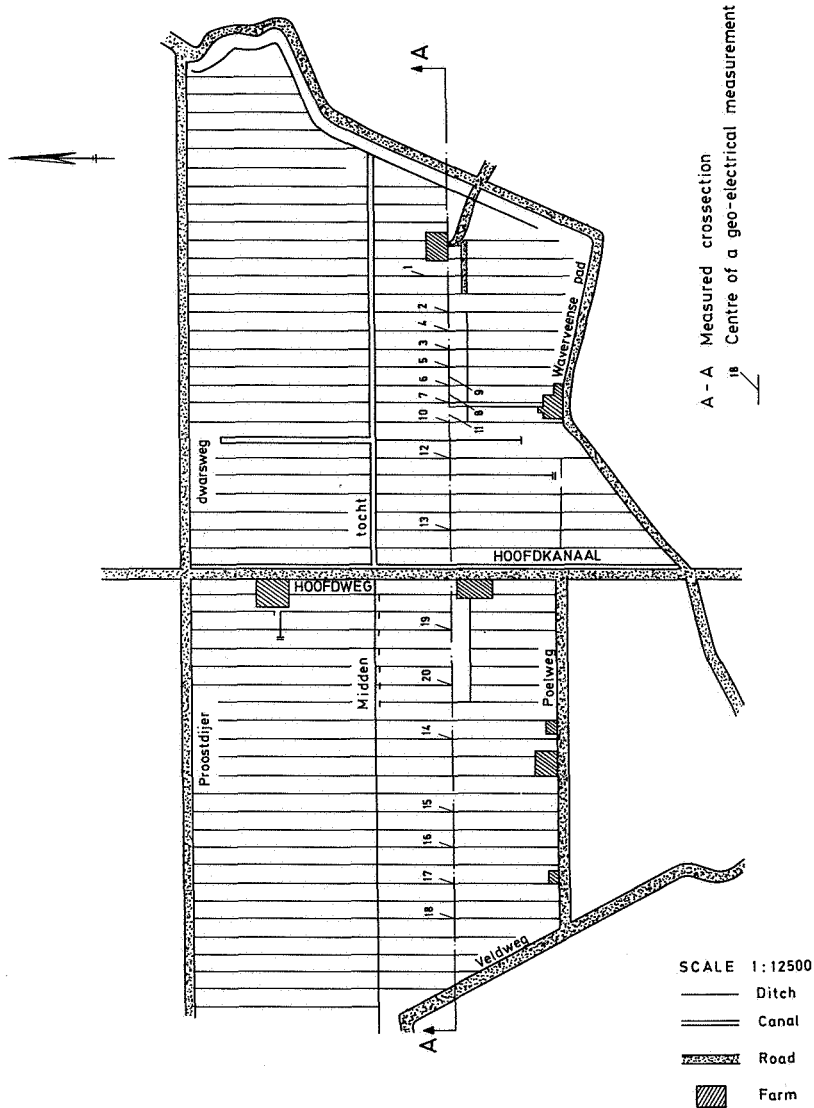 A
A
Proostdijer
dwarsweg
HOOFDWEG
Midden
tocht
HOOFDKANAAL
Poelweg
Waverveense pad
Veldweg
1
2
4
3
5
6
9
7
8
10
11
12
13
19
20
14
15
16
17
18
A - A Measured crossection
18 Centre of a geo-electrical measurement
SCALE 1:12500
Ditch
Canal
Road
Farm